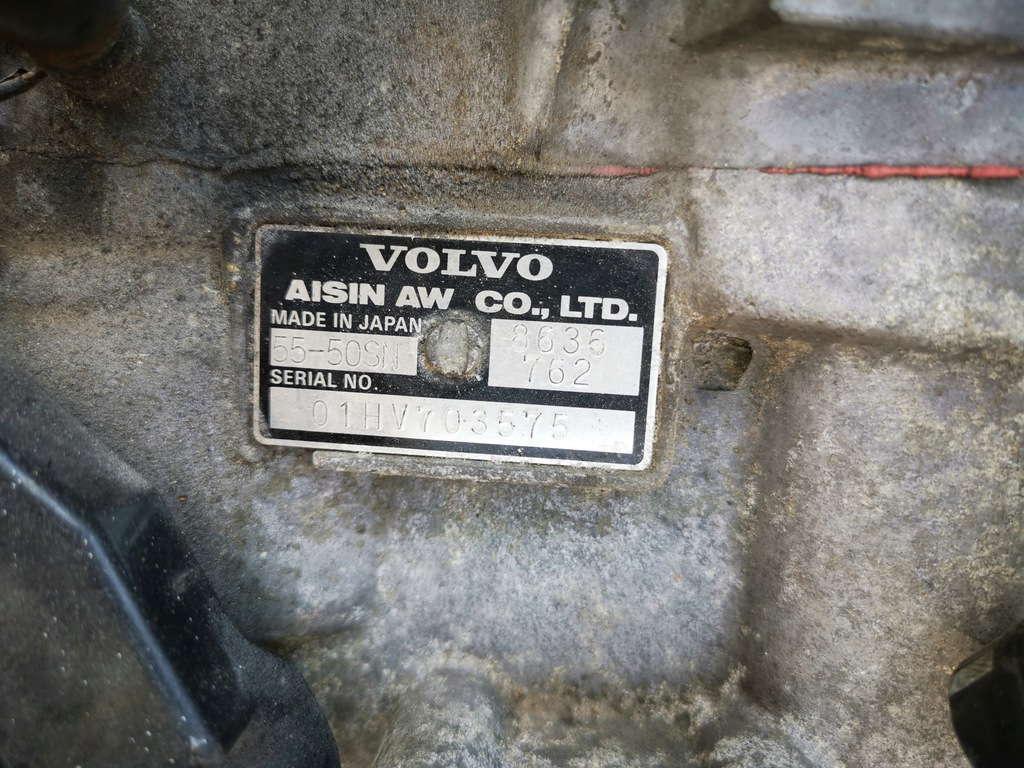 VOLVO
AISIN AW CO., LTD.
MADE IN JAPAN
55-50SN
8636
762
SERIAL NO.
01HV703575